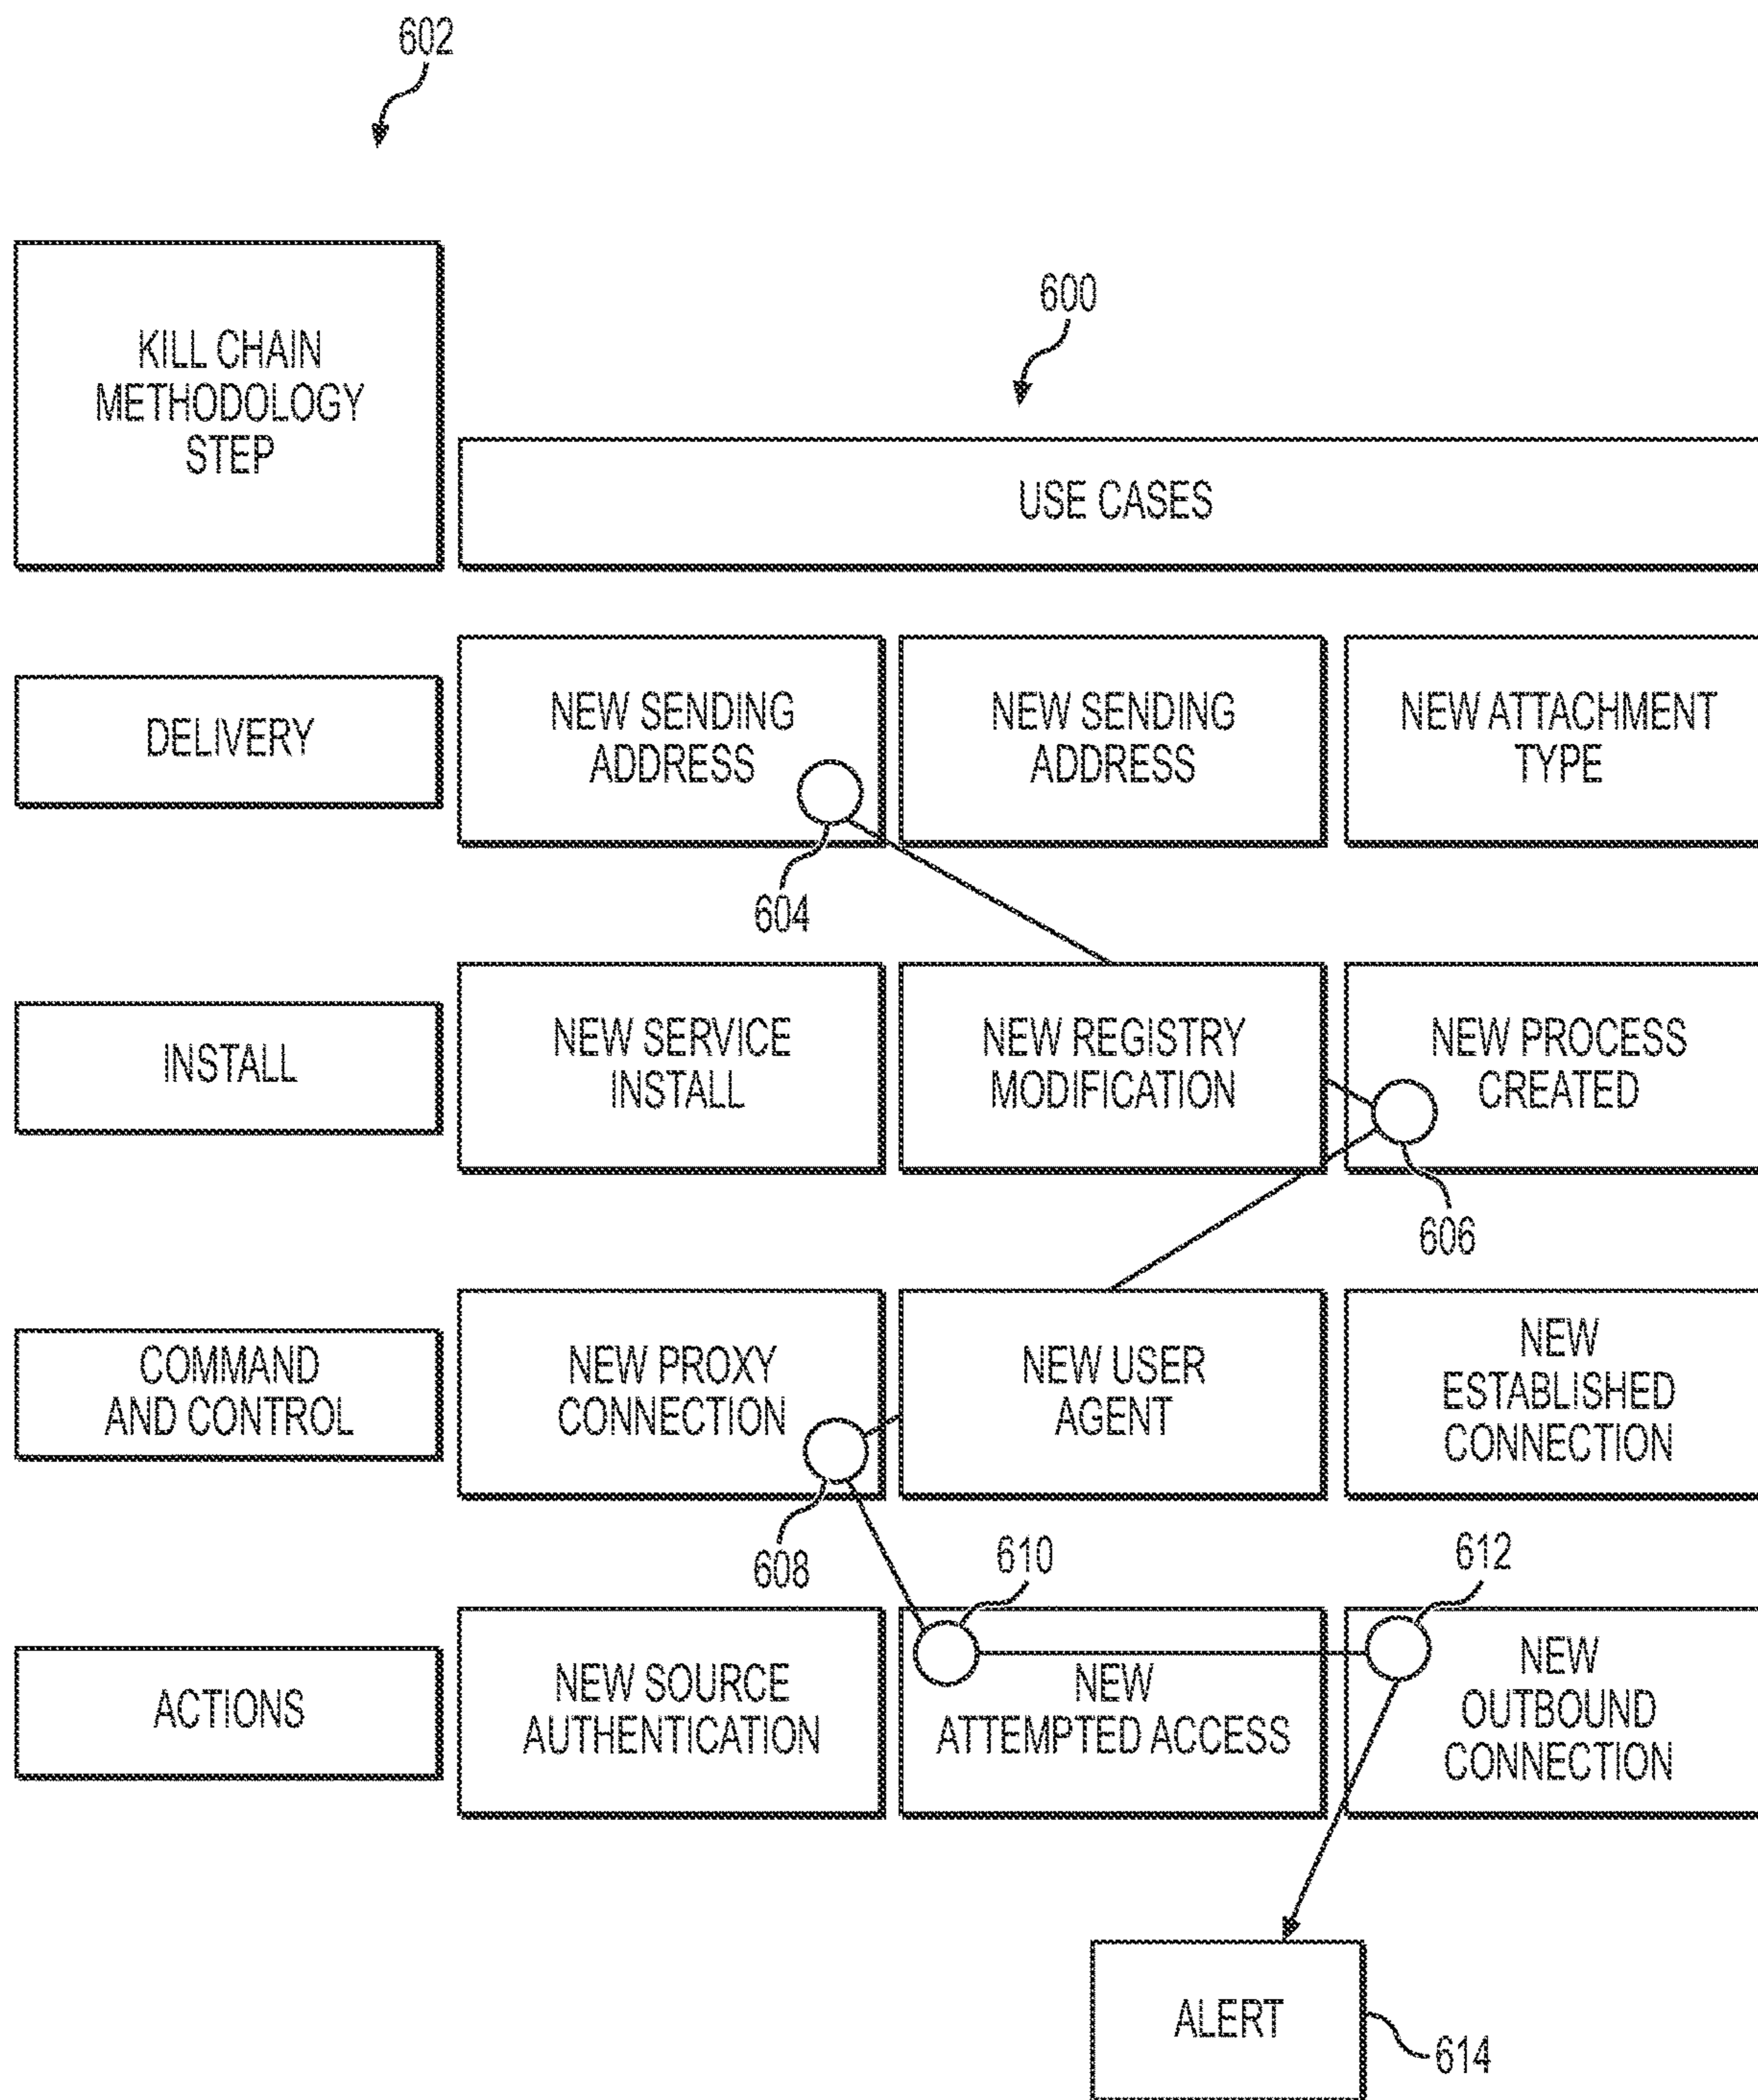 602
KILL CHAIN
METHODOLOGY
STEP
600
USE CASES
DELIVERY
NEW SENDING
ADDRESS
NEW SENDING
ADDRESS
NEW ATTACHMENT
TYPE
604
INSTALL
NEW SERVICE
INSTALL
NEW REGISTRY
MODIFICATION
NEW PROCESS
CREATED
606
COMMAND
AND CONTROL
NEW PROXY
CONNECTION
NEW USER
AGENT
NEW
ESTABLISHED
CONNECTION
608
610
612
ACTIONS
NEW SOURCE
AUTHENTICATION
NEW
ATTEMPTED ACCESS
NEW
OUTBOUND
CONNECTION
ALERT
614